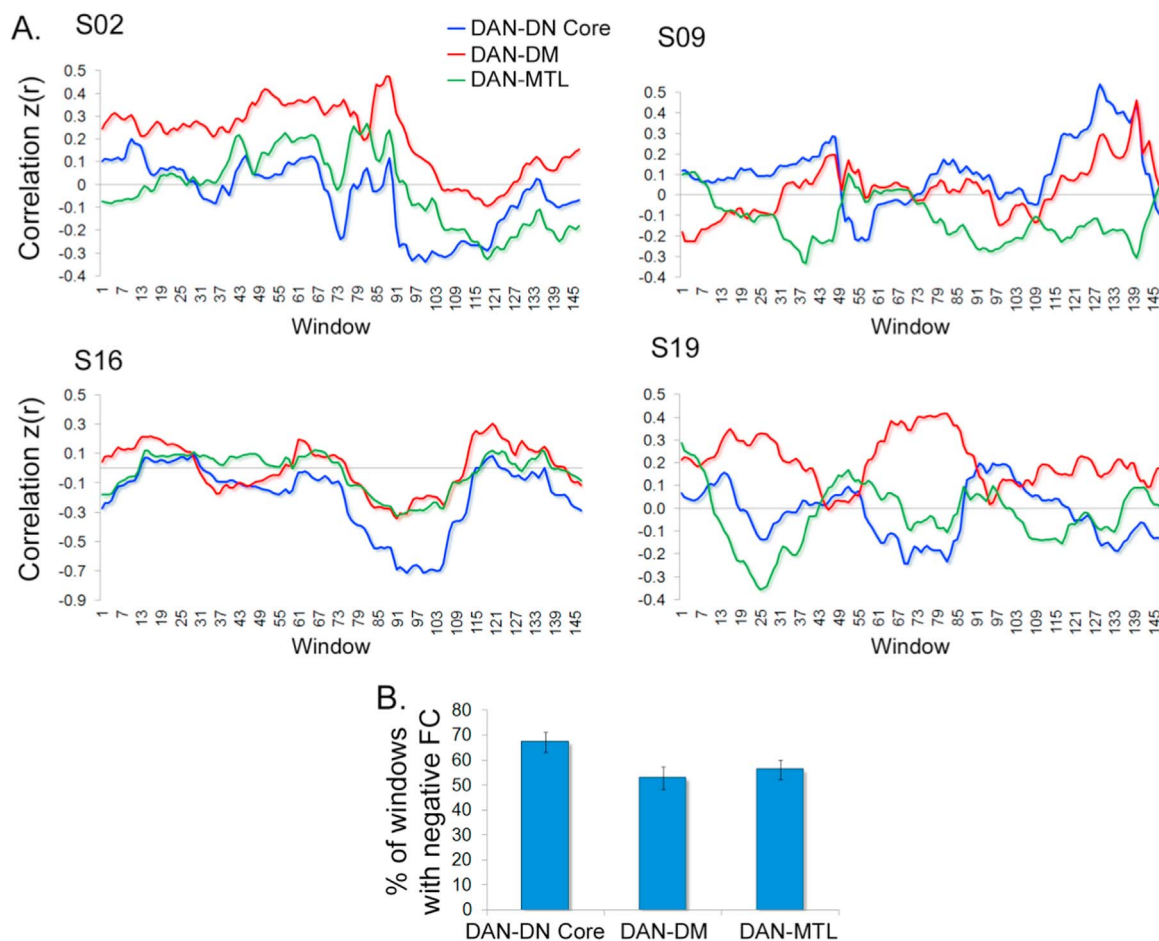 A.
S02
DAN-DN Core
DAN-DM
DAN-MTL
Correlation z(r)
0.5
0.4
0.3
0.2
0.1
0
-0.1
-0.2
-0.3
-0.4
1 7 13 19 25 31 37 43 49 55 61 67 73 79 85 91 97 103 109 115 121 127 133 139 145
Window
S09
0.5
0.4
0.3
0.2
0.1
0
-0.1
-0.2
-0.3
-0.4
1 7 13 19 25 31 37 43 49 55 61 67 73 79 85 91 97 103 109 115 121 127 133 139 145
Window
S16
Correlation z(r)
0.5
0.3
0.1
-0.1
-0.3
-0.5
-0.7
-0.9
1 7 13 19 25 31 37 43 49 55 61 67 73 79 85 91 97 103 109 115 121 127 133 139 145
Window
S19
0.5
0.4
0.3
0.2
0.1
0.0
-0.1
-0.2
-0.3
-0.4
1 7 13 19 25 31 37 43 49 55 61 67 73 79 85 91 97 103 109 115 121 127 133 139 145
Window
B.
% of windows
with negative FC
80
70
60
50
40
30
20
10
0
DAN-DN Core DAN-DM DAN-MTL